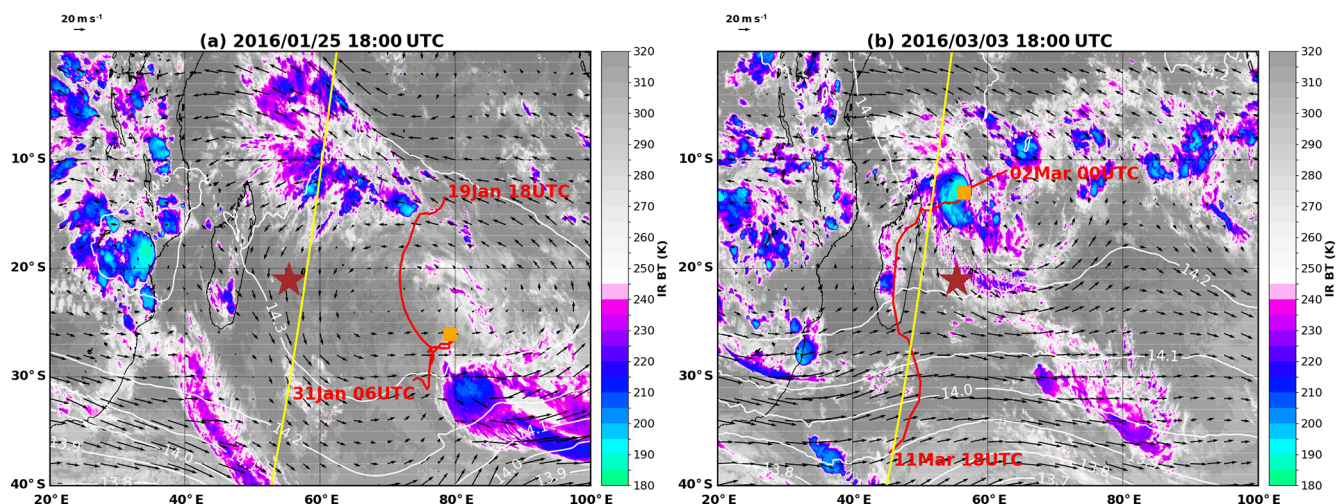 20 m s-1
20 m s-1
(a) 2016/01/25 18:00 UTC
(b) 2016/03/03 18:00 UTC
10°S
20°S
30°S
40°S
20°E
40°E
60°E
80°E
100°E
19Jan 18UTC
31Jan 06UTC
14.3
14.2
14.0
13.9
13.8
14.0
13.9
320
310
300
290
280
270
260
250
240
230
220
210
200
190
180
IR BT (K)
10°S
20°S
30°S
40°S
20°E
40°E
60°E
80°E
100°E
02Mar 00UTC
11Mar 18UTC
14.2
14.1
14.0
13.8
320
310
300
290
280
270
260
250
240
230
220
210
200
190
180
IR BT (K)